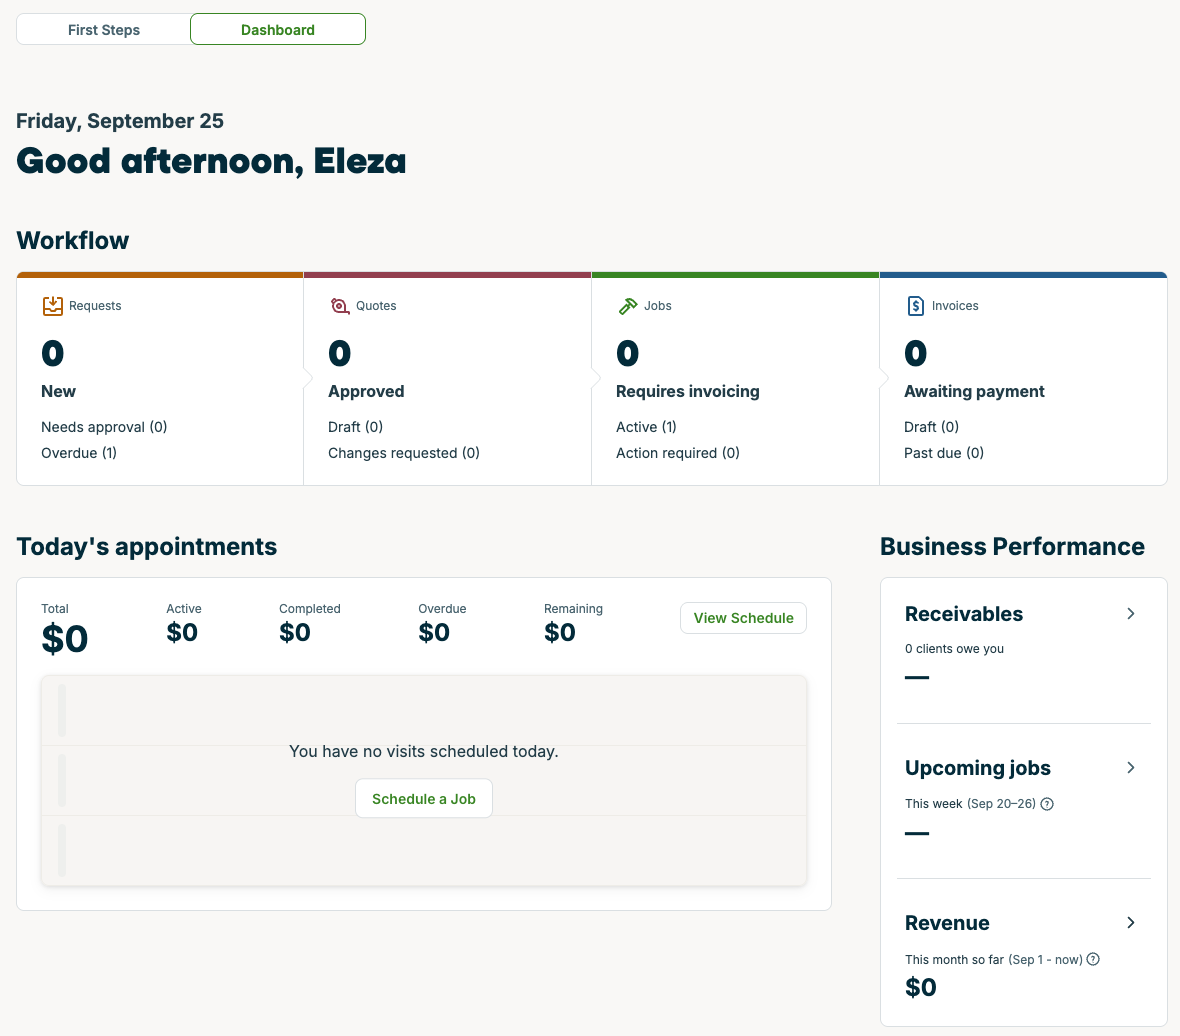 First Steps
Dashboard
Friday, September 25
Good afternoon, Eleza
Workflow
Requests
0
New
Needs approval (0)
Overdue (1)
Quotes
0
Approved
Draft (0)
Changes requested (0)
Jobs
0
Requires invoicing
Active (1)
Action required (0)
Invoices
0
Awaiting payment
Draft (0)
Past due (0)
Today's appointments
Total
$0
Active
$0
Completed
$0
Overdue
$0
Remaining
$0
View Schedule
You have no visits scheduled today.
Schedule a Job
Business Performance
Receivables
0 clients owe you
—
Upcoming jobs
This week (Sep 20–26)
—
Revenue
This month so far (Sep 1 - now)
$0